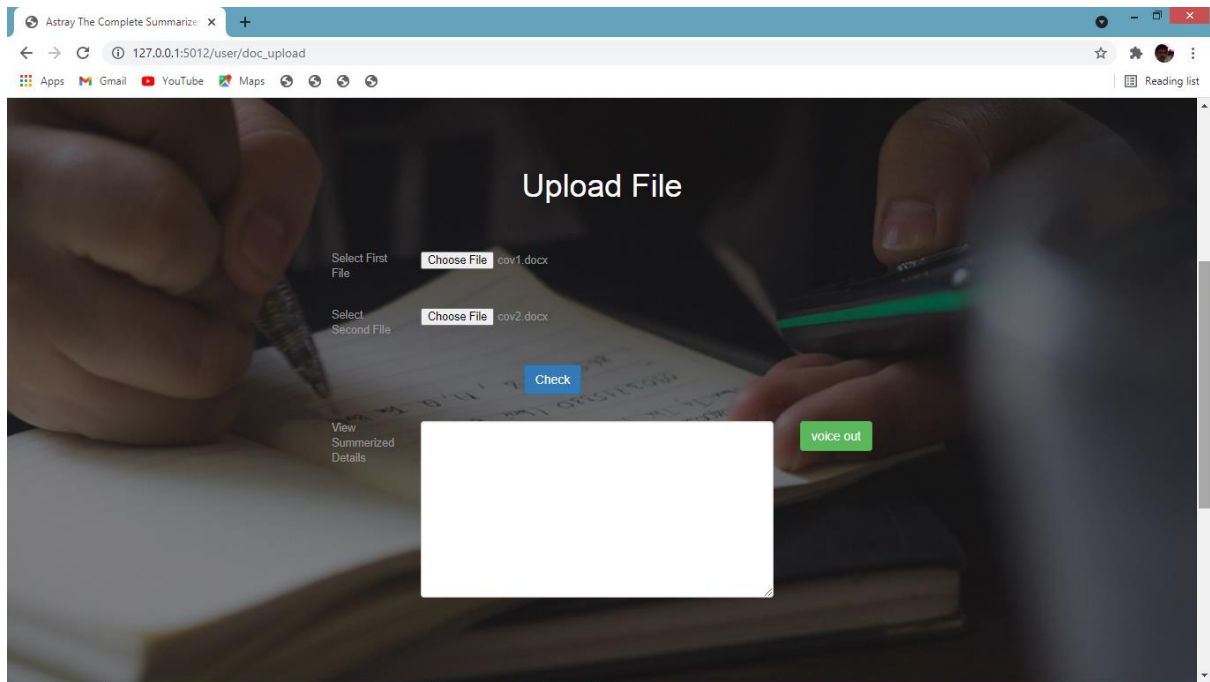 Astray The Complete Summarize
127.0.0.1:5012/user/doc_upload
Apps Gmail YouTube Maps Reading list
Upload File
Select First
File
Choose File cov1.docx
Select
Second File
Choose File cov2.docx
Check
View
Summerized
Details
voice out